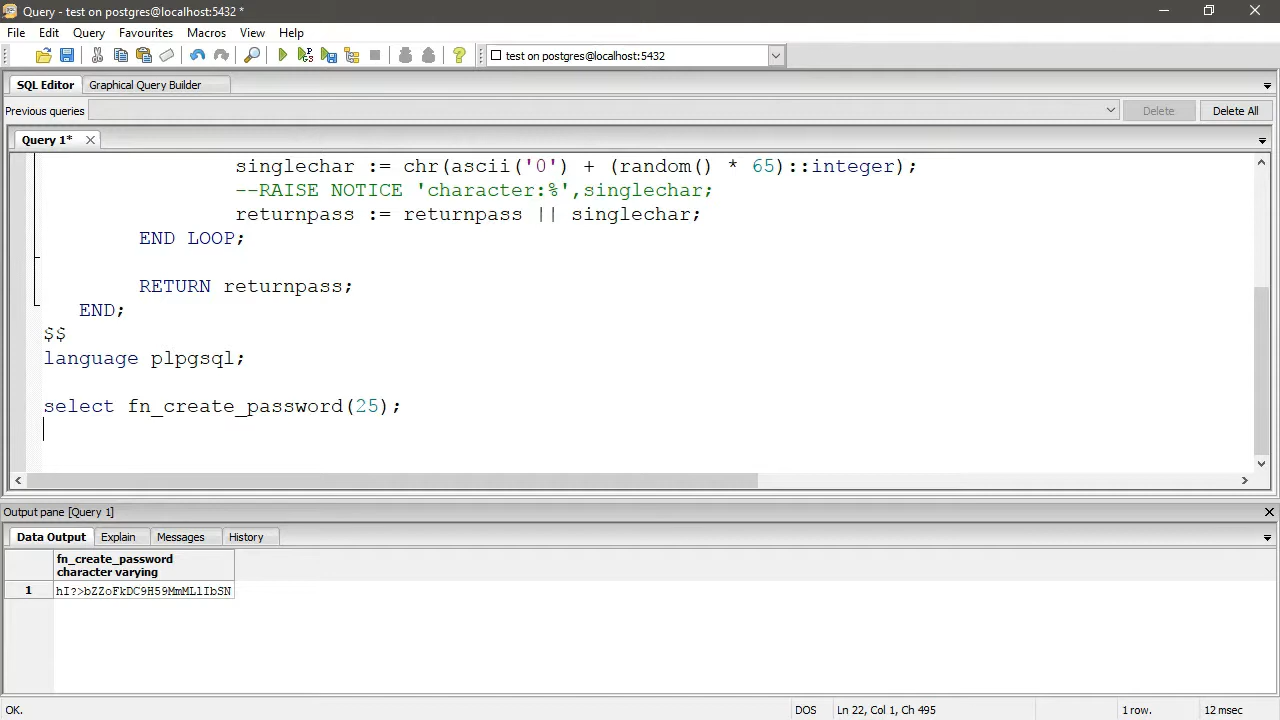 Query - test on postgres@localhost:5432 *
File Edit Query Favourites Macros View Help
test on postgres@localhost:5432
SQL Editor Graphical Query Builder
Previous queries Delete Delete All
Query 1*
singlechar := chr(ascii('0') + (random() * 65)::integer);
--RAISE NOTICE 'character:%',singlechar;
returnpass := returnpass || singlechar;
END LOOP;
RETURN returnpass;
END;
$$
language plpgsql;
select fn_create_password(25);
Output pane [Query 1]
Data Output Explain Messages History
fn_create_password
character varying
1 hI?>bZZoFkDC9H59MmMLlIbSN
OK. DOS Ln 22, Col 1, Ch 495 1 row. 12 msec